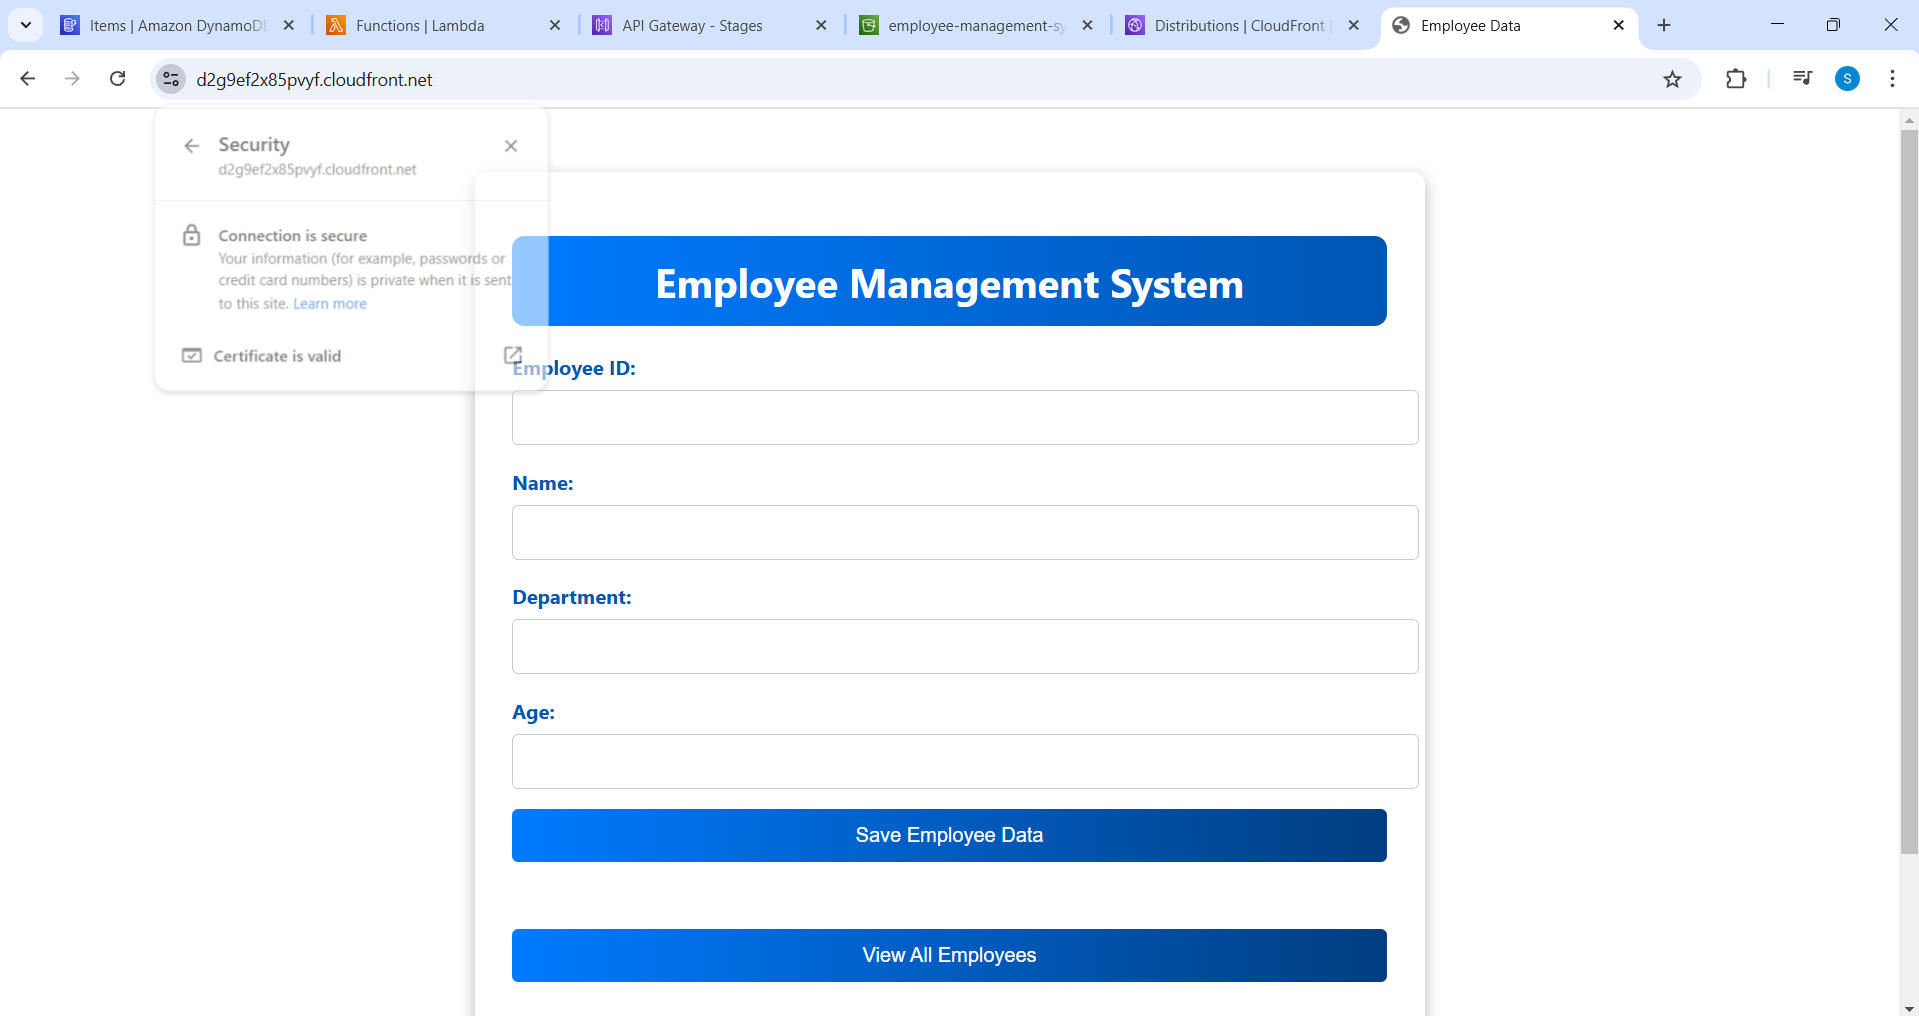 Items | Amazon DynamoDB
Functions | Lambda
API Gateway - Stages
employee-management-sy
Distributions | CloudFront |
Employee Data
d2g9ef2x85pvyf.cloudfront.net
S
Security
d2g9ef2x85pvyf.cloudfront.net
Connection is secure
Your information (for example, passwords or
credit card numbers) is private when it is sent
to this site. Learn more
Certificate is valid
Employee Management System
Employee ID:
Name:
Department:
Age:
Save Employee Data
View All Employees